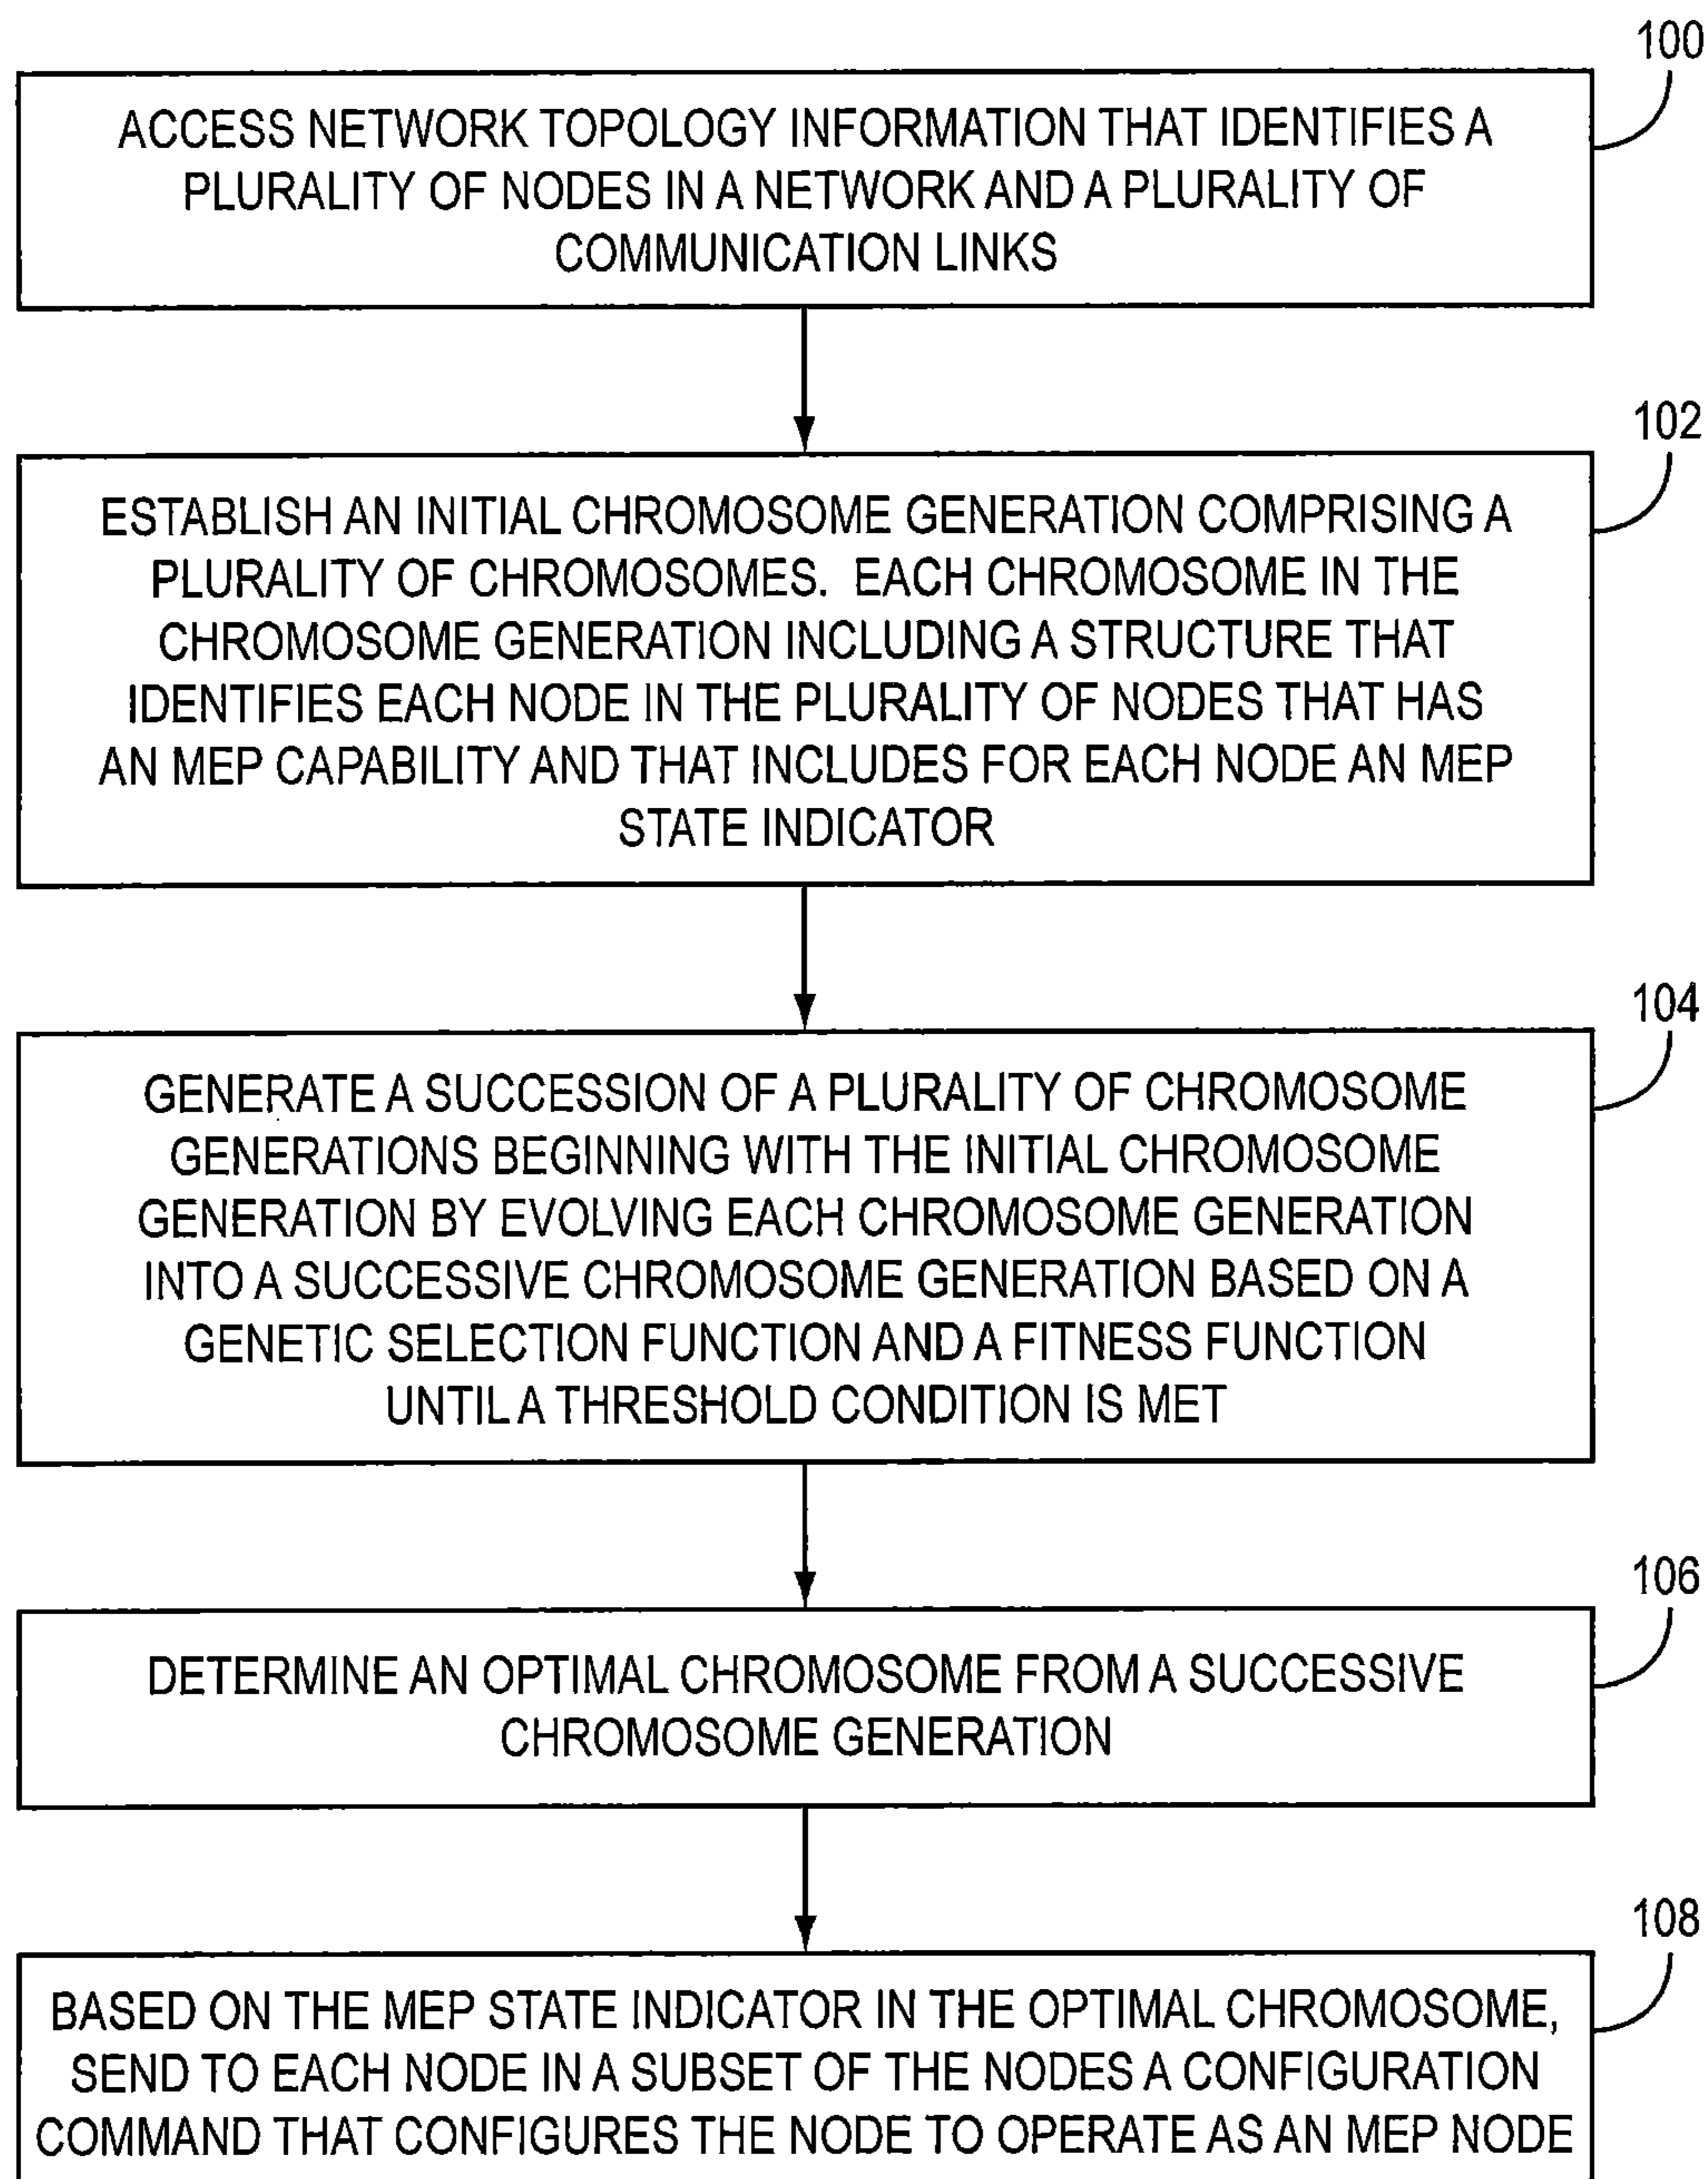 100
ACCESS NETWORK TOPOLOGY INFORMATION THAT IDENTIFIES A
PLURALITY OF NODES IN A NETWORK AND A PLURALITY OF
COMMUNICATION LINKS
102
ESTABLISH AN INITIAL CHROMOSOME GENERATION COMPRISING A
PLURALITY OF CHROMOSOMES. EACH CHROMOSOME IN THE
CHROMOSOME GENERATION INCLUDING A STRUCTURE THAT
IDENTIFIES EACH NODE IN THE PLURALITY OF NODES THAT HAS
AN MEP CAPABILITY AND THAT INCLUDES FOR EACH NODE AN MEP
STATE INDICATOR
104
GENERATE A SUCCESSION OF A PLURALITY OF CHROMOSOME
GENERATIONS BEGINNING WITH THE INITIAL CHROMOSOME
GENERATION BY EVOLVING EACH CHROMOSOME GENERATION
INTO A SUCCESSIVE CHROMOSOME GENERATION BASED ON A
GENETIC SELECTION FUNCTION AND A FITNESS FUNCTION
UNTIL A THRESHOLD CONDITION IS MET
106
DETERMINE AN OPTIMAL CHROMOSOME FROM A SUCCESSIVE
CHROMOSOME GENERATION
108
BASED ON THE MEP STATE INDICATOR IN THE OPTIMAL CHROMOSOME,
SEND TO EACH NODE IN A SUBSET OF THE NODES A CONFIGURATION
COMMAND THAT CONFIGURES THE NODE TO OPERATE AS AN MEP NODE